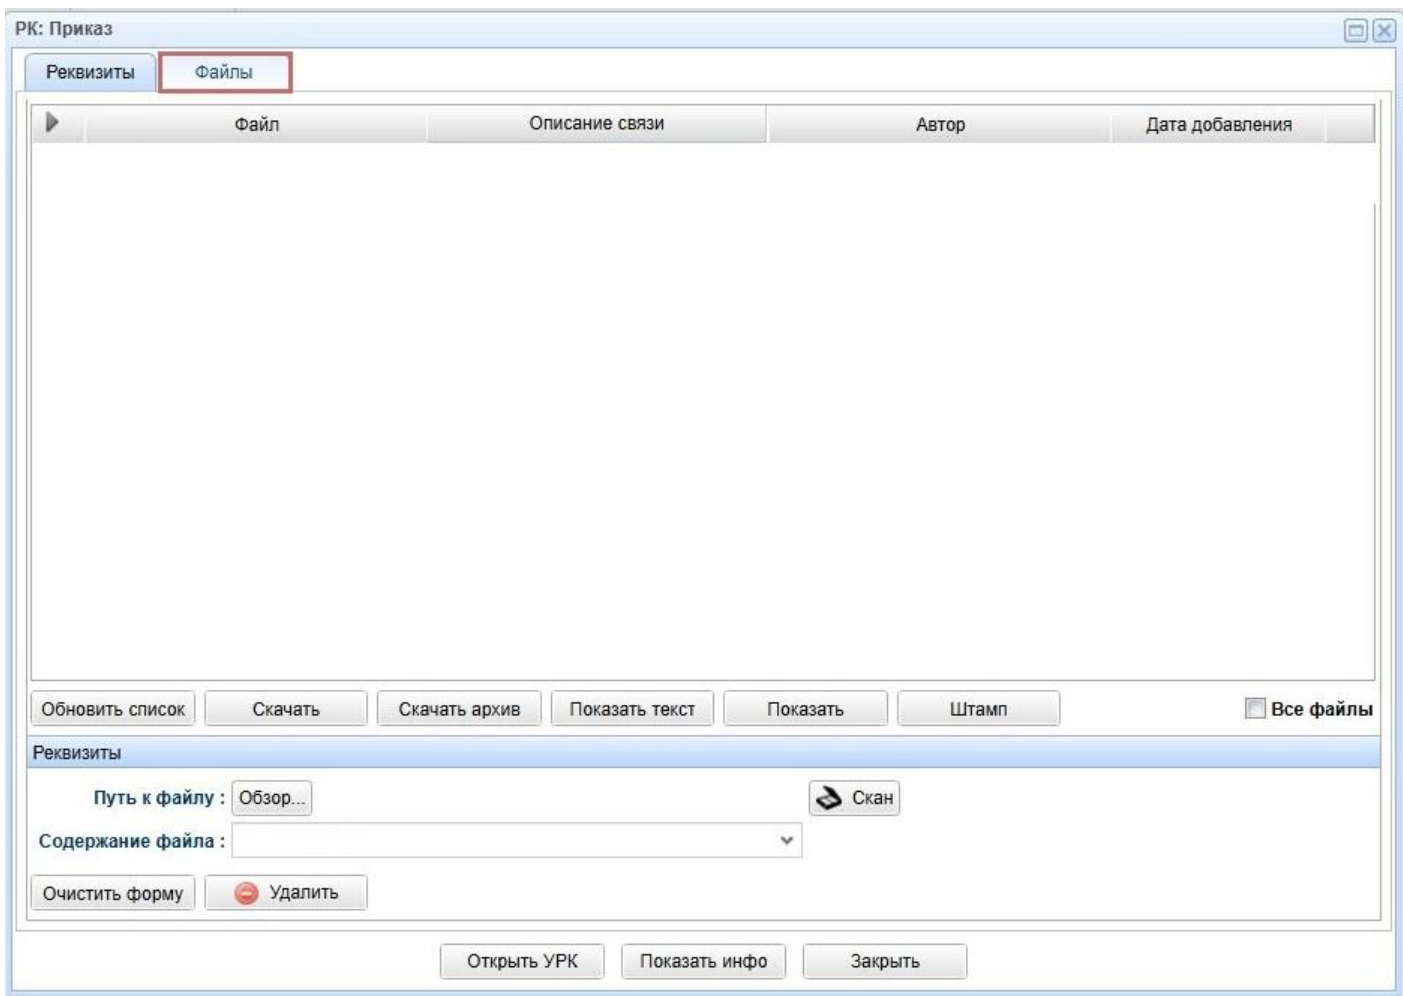 РК: Приказ
Реквизиты Файлы
Файл Описание связи Автор Дата добавления
Обновить список Скачать Скачать архив Показать текст Показать Штамп Все файлы
Реквизиты
Путь к файлу : Обзор... Скан
Содержание файла :
Очистить форму Удалить
Открыть УРК Показать инфо Закрыть